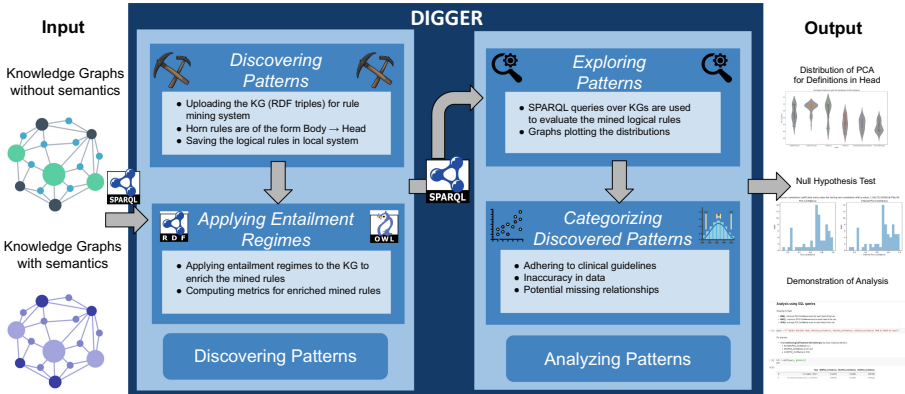 DIGGER
Input
Knowledge Graphs
without semantics
SPARQL
Knowledge Graphs
with semantics
Discovering
Patterns
● Uploading the KG (RDF triples) for rule
mining system
● Horn rules are of the form Body → Head
● Saving the logical rules in local system
RDF
OWL
Applying Entailment
Regimes
● Applying entailment regimes to the KG to
enrich the mined rules
● Computing metrics for enriched mined rules
Discovering Patterns
SPARQL
Exploring
Patterns
● SPARQL queries over KGs are used
to evaluate the mined logical rules
● Graphs plotting the distributions
Categorizing
Discovered Patterns
● Adhering to clinical guidelines
● Inaccuracy in data
● Potential missing relationships
Analyzing Patterns
Output
Distribution of PCA
for Definitions in Head
Null Hypothesis Test
Demonstration of Analysis
Analysis using SQL queries